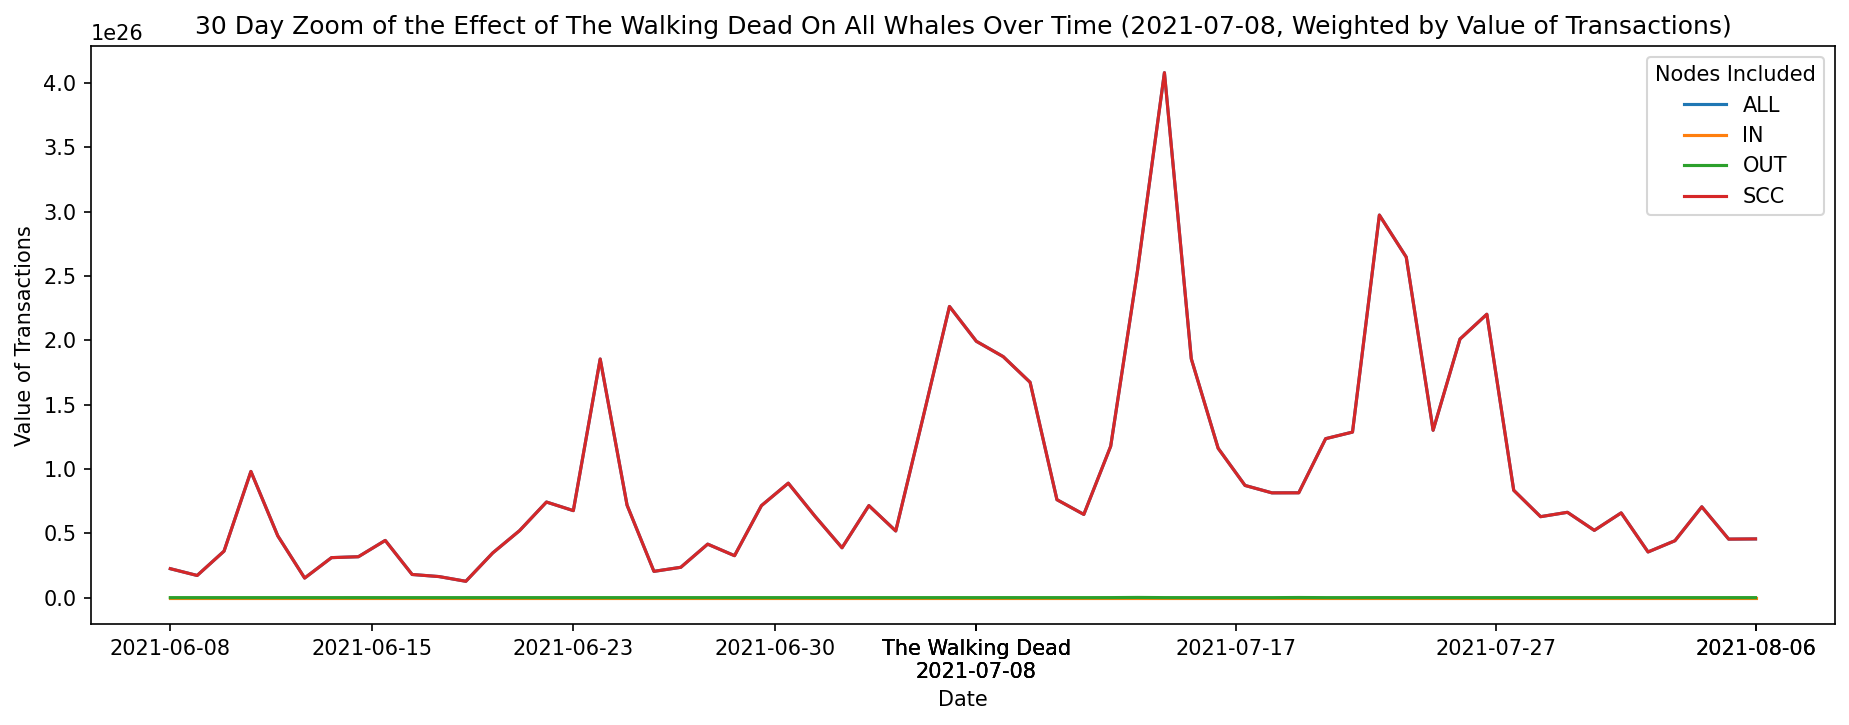 30 Day Zoom of the Effect of The Walking Dead On All Whales Over Time (2021-07-08, Weighted by Value of Transactions)
1e26
4.0
3.5
3.0
2.5
2.0
1.5
1.0
0.5
0.0
Value of Transactions
Nodes Included
ALL
IN
OUT
SCC
2021-06-08
2021-06-15
2021-06-23
2021-06-30
The Walking Dead
2021-07-08
2021-07-17
2021-07-27
2021-08-06
Date